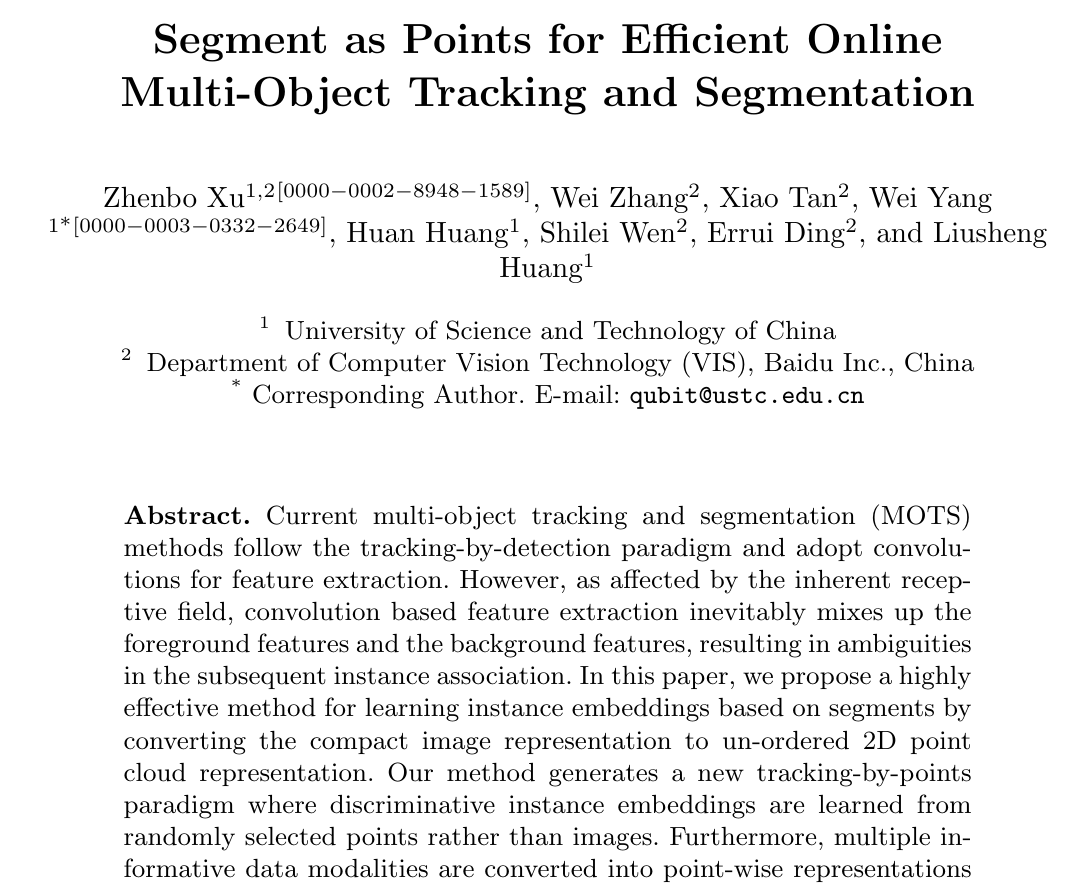 Segment as Points for Efficient Online
Multi-Object Tracking and Segmentation
Zhenbo Xu1,2[0000−0002−8948−1589], Wei Zhang2, Xiao Tan2, Wei Yang
1*[0000−0003−0332−2649], Huan Huang1, Shilei Wen2, Errui Ding2, and Liusheng
Huang1
1 University of Science and Technology of China
2 Department of Computer Vision Technology (VIS), Baidu Inc., China
* Corresponding Author. E-mail: qubit@ustc.edu.cn
Abstract. Current multi-object tracking and segmentation (MOTS)
methods follow the tracking-by-detection paradigm and adopt convolu-
tions for feature extraction. However, as affected by the inherent recep-
tive field, convolution based feature extraction inevitably mixes up the
foreground features and the background features, resulting in ambiguities
in the subsequent instance association. In this paper, we propose a highly
effective method for learning instance embeddings based on segments by
converting the compact image representation to un-ordered 2D point
cloud representation. Our method generates a new tracking-by-points
paradigm where discriminative instance embeddings are learned from
randomly selected points rather than images. Furthermore, multiple in-
formative data modalities are converted into point-wise representations